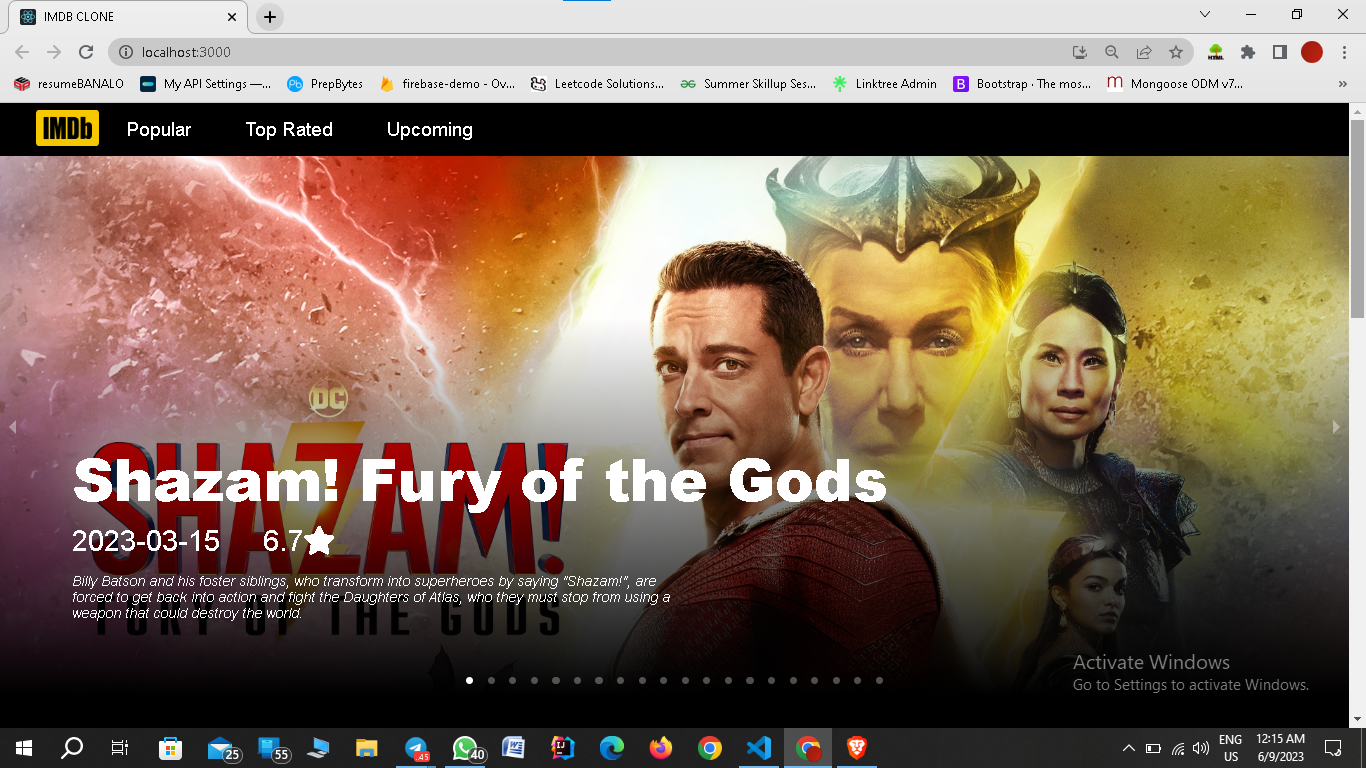 IMDB CLONE
localhost:3000
resumeBANALO
My API Settings —...
PrepBytes
firebase-demo - Ov...
Leetcode Solutions...
Summer Skillup Ses...
Linktree Admin
Bootstrap · The mos...
Mongoose ODM v7...
IMDb
Popular
Top Rated
Upcoming
DC
SHAZAM!
Shazam! Fury of the Gods
2023-03-15 6.7
Billy Batson and his foster siblings, who transform into superheroes by saying "Shazam!", are
forced to get back into action and fight the Daughters of Atlas, who they must stop from using a
weapon that could destroy the world.
FURY OF THE GODS
Activate Windows
Go to Settings to activate Windows.
25
55
.45
40
ENG
US
12:15 AM
6/9/2023